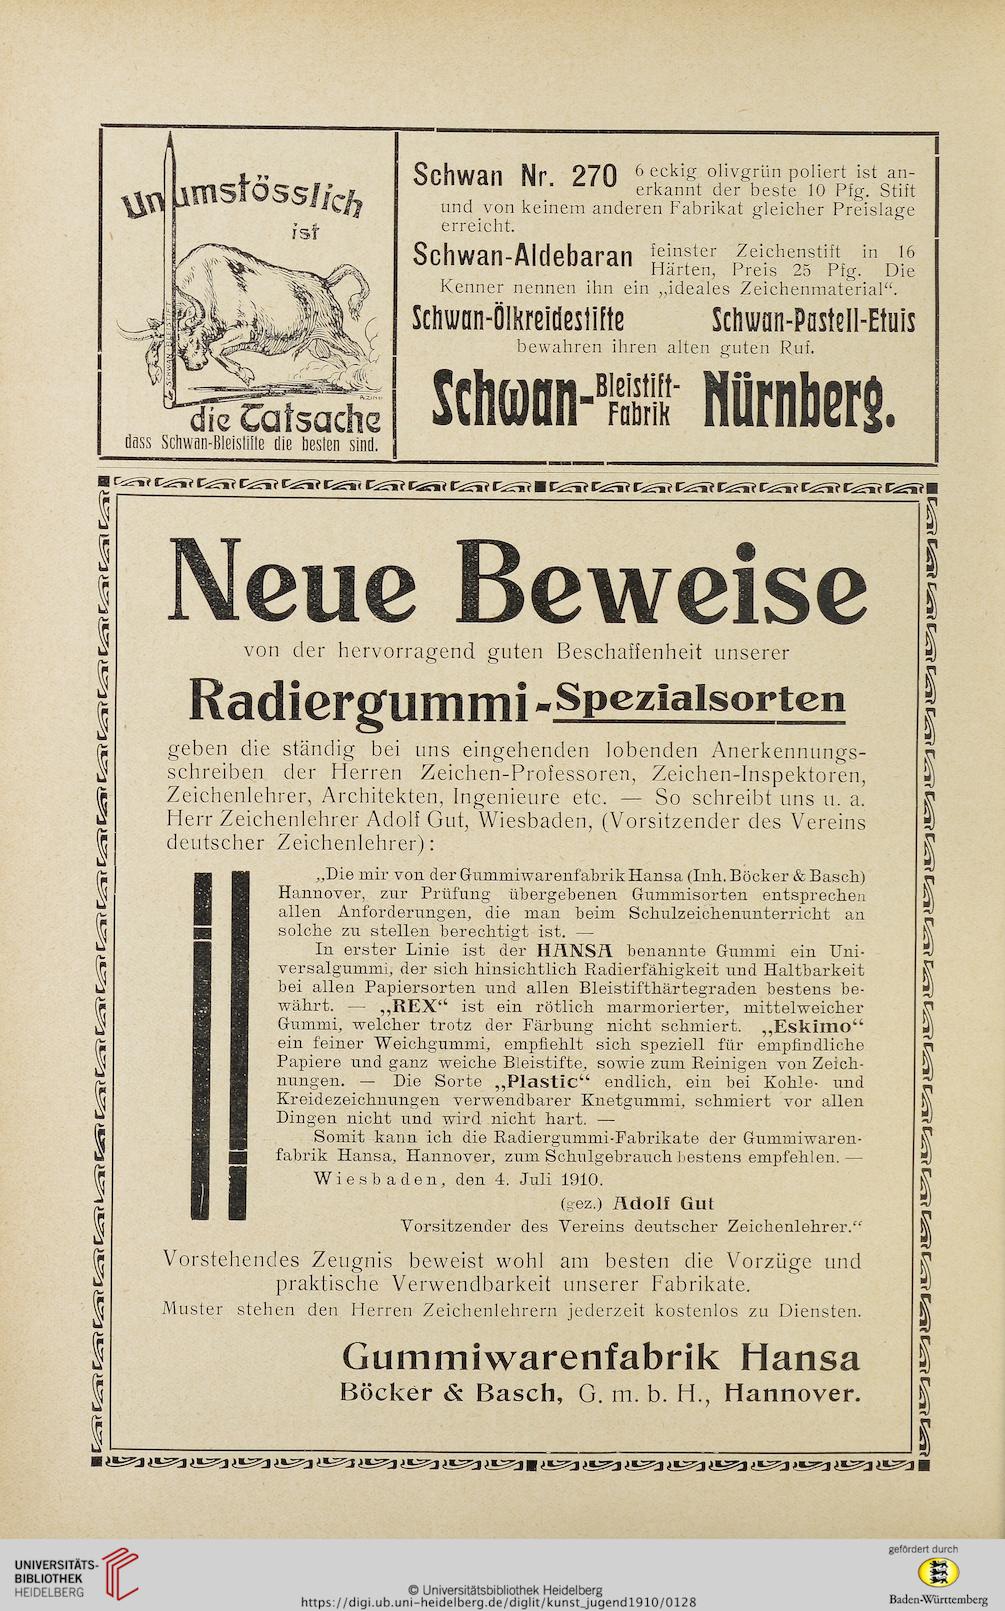 unumstösslich
ist
die Tatsache
dass Schwan-Bleistifte die besten sind.
Schwan Nr. 270 6 eckig olivgrün poliert ist an-
erkannt der beste 10 Pfg. Stift
und von keinem anderen Fabrikat gleicher Preislage
erreicht.
Schwan-Aldebaran feinster Zeichenstift in 16
Härten, Preis 25 Pfg. Die
Kenner nennen ihn ein „ideales Zeichenmaterial“.
Schwan-Ölkreidestifte Schwan-Pastell-Etuis
bewahren ihren alten guten Ruf.
Schwan-Bleistift-Fabrik Nürnberg.
Neue Beweise
von der hervorragend guten Beschaffenheit unserer
Radiergummi-Spezialsorten
geben die ständig bei uns eingehenden lobenden Anerkennungs-
schreiben der Herren Zeichen-Professoren, Zeichen-Inspektoren,
Zeichenlehrer, Architekten, Ingenieure etc. — So schreibt uns u. a.
Herr Zeichenlehrer Adolf Gut, Wiesbaden, (Vorsitzender des Vereins
deutscher Zeichenlehrer):
„Die mir von der Gummiwarenfabrik Hansa (Inh. Böcker & Basch)
Hannover, zur Prüfung übergebenen Gummisorten entsprechen
allen Anforderungen, die man beim Schulzeichenunterricht an
solche zu stellen berechtigt ist. —
In erster Linie ist der HANSA benannte Gummi ein Uni-
versalgummi, der sich hinsichtlich Radierfähigkeit und Haltbarkeit
bei allen Papiersorten und allen Bleistifthärtegraden bestens be-
währt. — „REX“ ist ein rötlich marmorierter, mittelweicher
Gummi, welcher trotz der Färbung nicht schmiert. „Eskimo“
ein feiner Weichgummi, empfiehlt sich speziell für empfindliche
Papiere und ganz weiche Bleistifte, sowie zum Reinigen von Zeich-
nungen. — Die Sorte „Plastic“ endlich, ein bei Kohle- und
Kreidezeichnungen verwendbarer Knetgummi, schmiert vor allen
Dingen nicht und wird nicht hart. —
Somit kann ich die Radiergummi-Fabrikate der Gummiwaren-
fabrik Hansa, Hannover, zum Schulgebrauch bestens empfehlen. —
Wiesbaden, den 4. Juli 1910.
(gez.) Adolf Gut
Vorsitzender des Vereins deutscher Zeichenlehrer.“
Vorstehendes Zeugnis beweist wohl am besten die Vorzüge und
praktische Verwendbarkeit unserer Fabrikate.
Muster stehen den Herren Zeichenlehrern jederzeit kostenlos zu Diensten.
Gummiwarenfabrik Hansa
Böcker & Basch, G. m. b. H., Hannover.
UNIVERSITÄTS-
BIBLIOTHEK
HEIDELBERG
© Universitätsbibliothek Heidelberg
https://digi.ub.uni-heidelberg.de/diglit/kunst_jugend1910/0128
gefördert durch
Baden-Württemberg